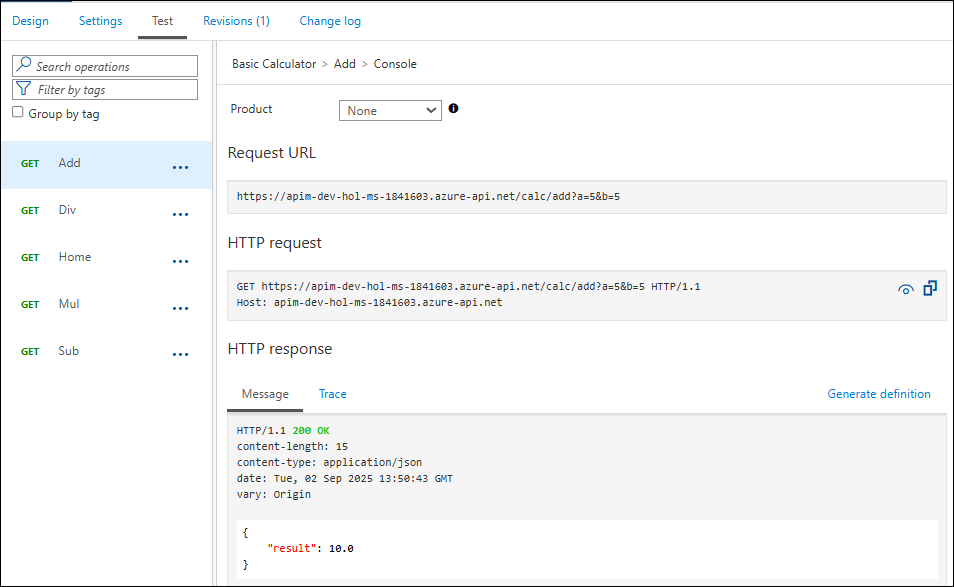 Design Settings Test Revisions (1) Change log
Search operations
Filter by tags
Group by tag
GET Add
GET Div
GET Home
GET Mul
GET Sub
Basic Calculator > Add > Console
Product None
Request URL
https://apim-dev-hol-ms-1841603.azure-api.net/calc/add?a=5&b=5
HTTP request
GET https://apim-dev-hol-ms-1841603.azure-api.net/calc/add?a=5&b=5 HTTP/1.1
Host: apim-dev-hol-ms-1841603.azure-api.net
HTTP response
Message Trace Generate definition
HTTP/1.1 200 OK
content-length: 15
content-type: application/json
date: Tue, 02 Sep 2025 13:50:43 GMT
vary: Origin
{
"result": 10.0
}